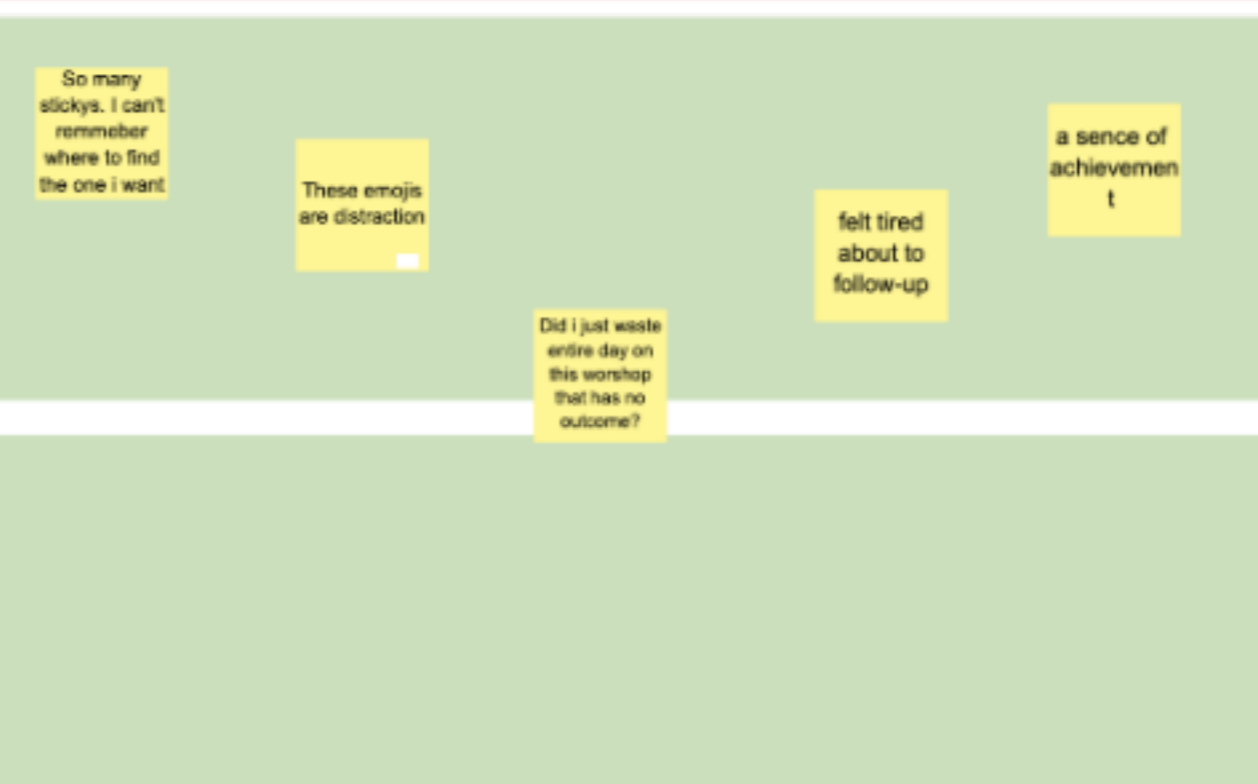 So many
stickys. I can't
remmeber
where to find
the one i want
These emojis
are distraction
Did i just waste
entire day on
this worshop
that has no
outcome?
felt tired
about to
follow-up
a sence of
achievemen
t